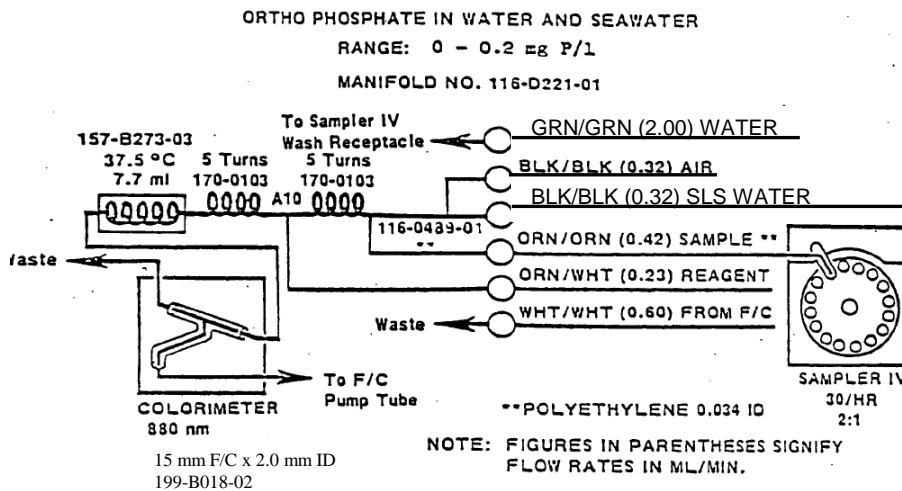 ORTHO PHOSPHATE IN WATER AND SEAWATER
RANGE: 0 - 0.2 mg P/l
MANIFOLD NO. 116-D221-01
To Sampler IV
Wash Receptacle
GRN/GRN (2.00) WATER
157-B273-03
37.5 °C
7.7 ml
5 Turns
170-0103
A10
5 Turns
170-0103
BLK/BLK (0.32) AIR
BLK/BLK (0.32) SLS WATER
116-0489-01
**
ORN/ORN (0.42) SAMPLE **
ORN/WHT (0.23) REAGENT
Waste
WHT/WHT (0.60) FROM F/C
aste
To F/C
Pump Tube
COLORIMETER
880 nm
SAMPLER IV
30/HR
2:1
**POLYETHYLENE 0.034 ID
15 mm F/C x 2.0 mm ID
199-B018-02
NOTE: FIGURES IN PARENTHESES SIGNIFY
FLOW RATES IN ML/MIN.